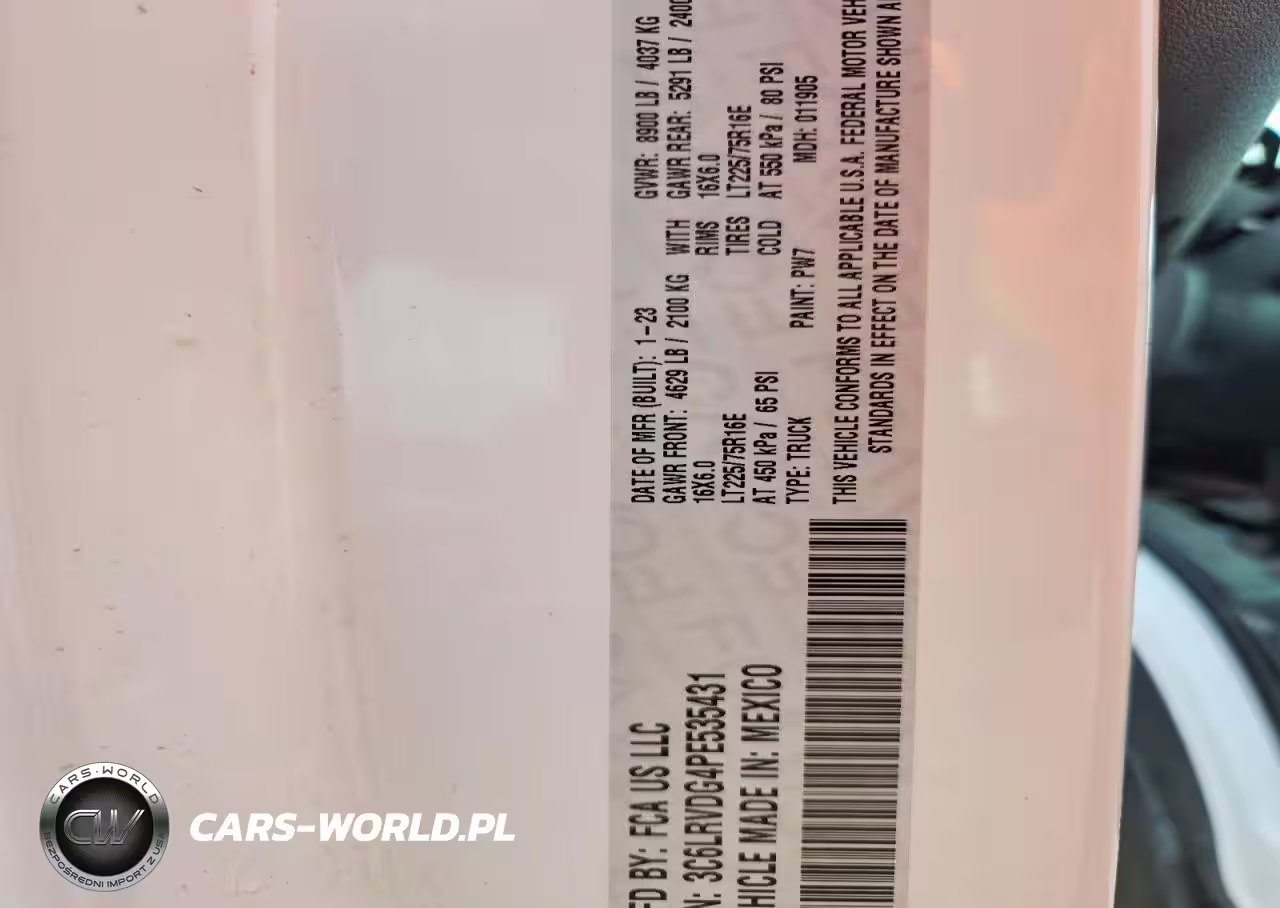 FD BY: FCA US LLC
N: 3C6LRVDG4PE535431
HICLE MADE IN: MEXICO
DATE OF MFR (BUILT): 1-23
GVWR: 8900 LB / 4037 KG
GAWR FRONT: 4629 LB / 2100 KG WITH GAWR REAR: 5291 LB / 2400
16X6.0 RIMS 16X6.0
LT225/75R16E TIRES LT225/75R16E
AT 450 kPa / 65 PSI COLD AT 550 kPa / 80 PSI
TYPE: TRUCK PAINT: PW7 MDH: 011905
THIS VEHICLE CONFORMS TO ALL APPLICABLE U.S.A. FEDERAL MOTOR VEH
STANDARDS IN EFFECT ON THE DATE OF MANUFACTURE SHOWN A
CARS-WORLD
CW
BEZPOŚREDNI IMPORT Z USA
CARS-WORLD.PL